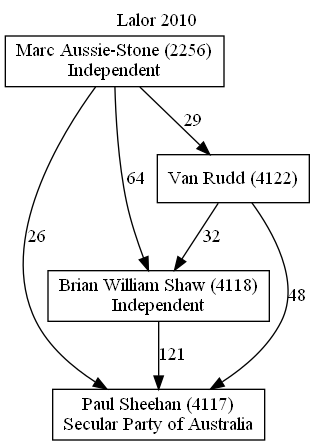 Lalor 2010
Marc Aussie-Stone (2256)
Independent
29
Van Rudd (4122)
64
26
32
Brian William Shaw (4118)
Independent
48
121
Paul Sheehan (4117)
Secular Party of Australia